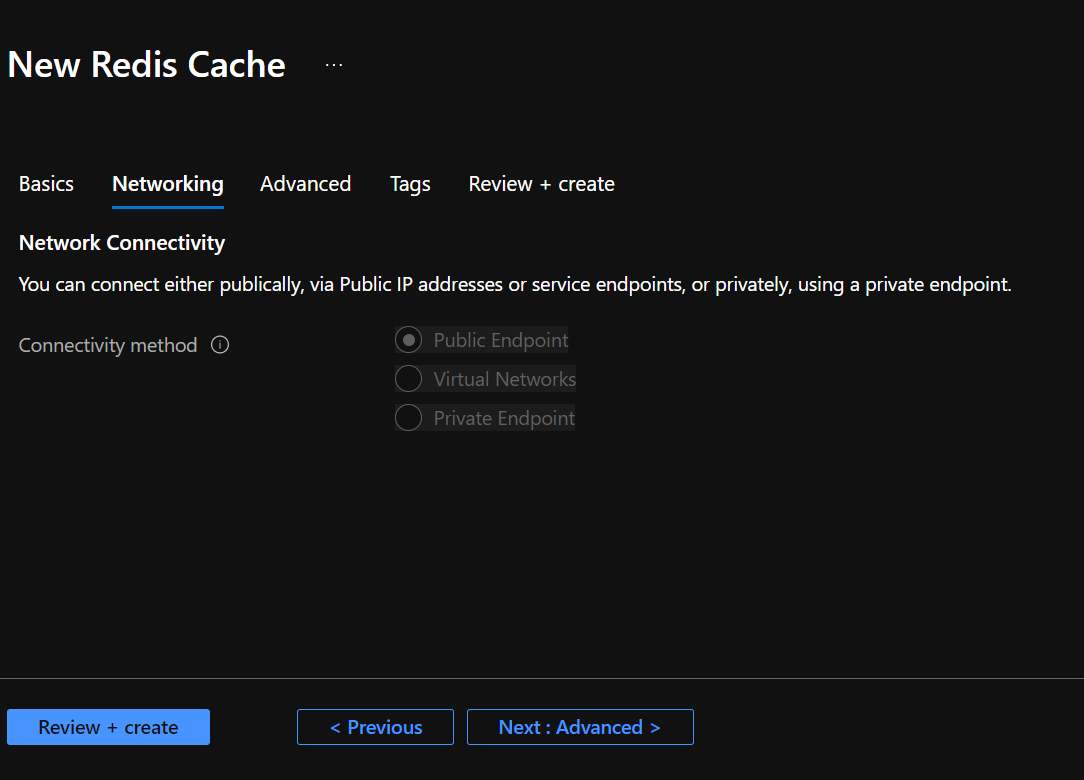 New Redis Cache ...
Basics Networking Advanced Tags Review + create
Network Connectivity
You can connect either publically, via Public IP addresses or service endpoints, or privately, using a private endpoint.
Connectivity method
Public Endpoint
Virtual Networks
Private Endpoint
Review + create < Previous Next : Advanced >